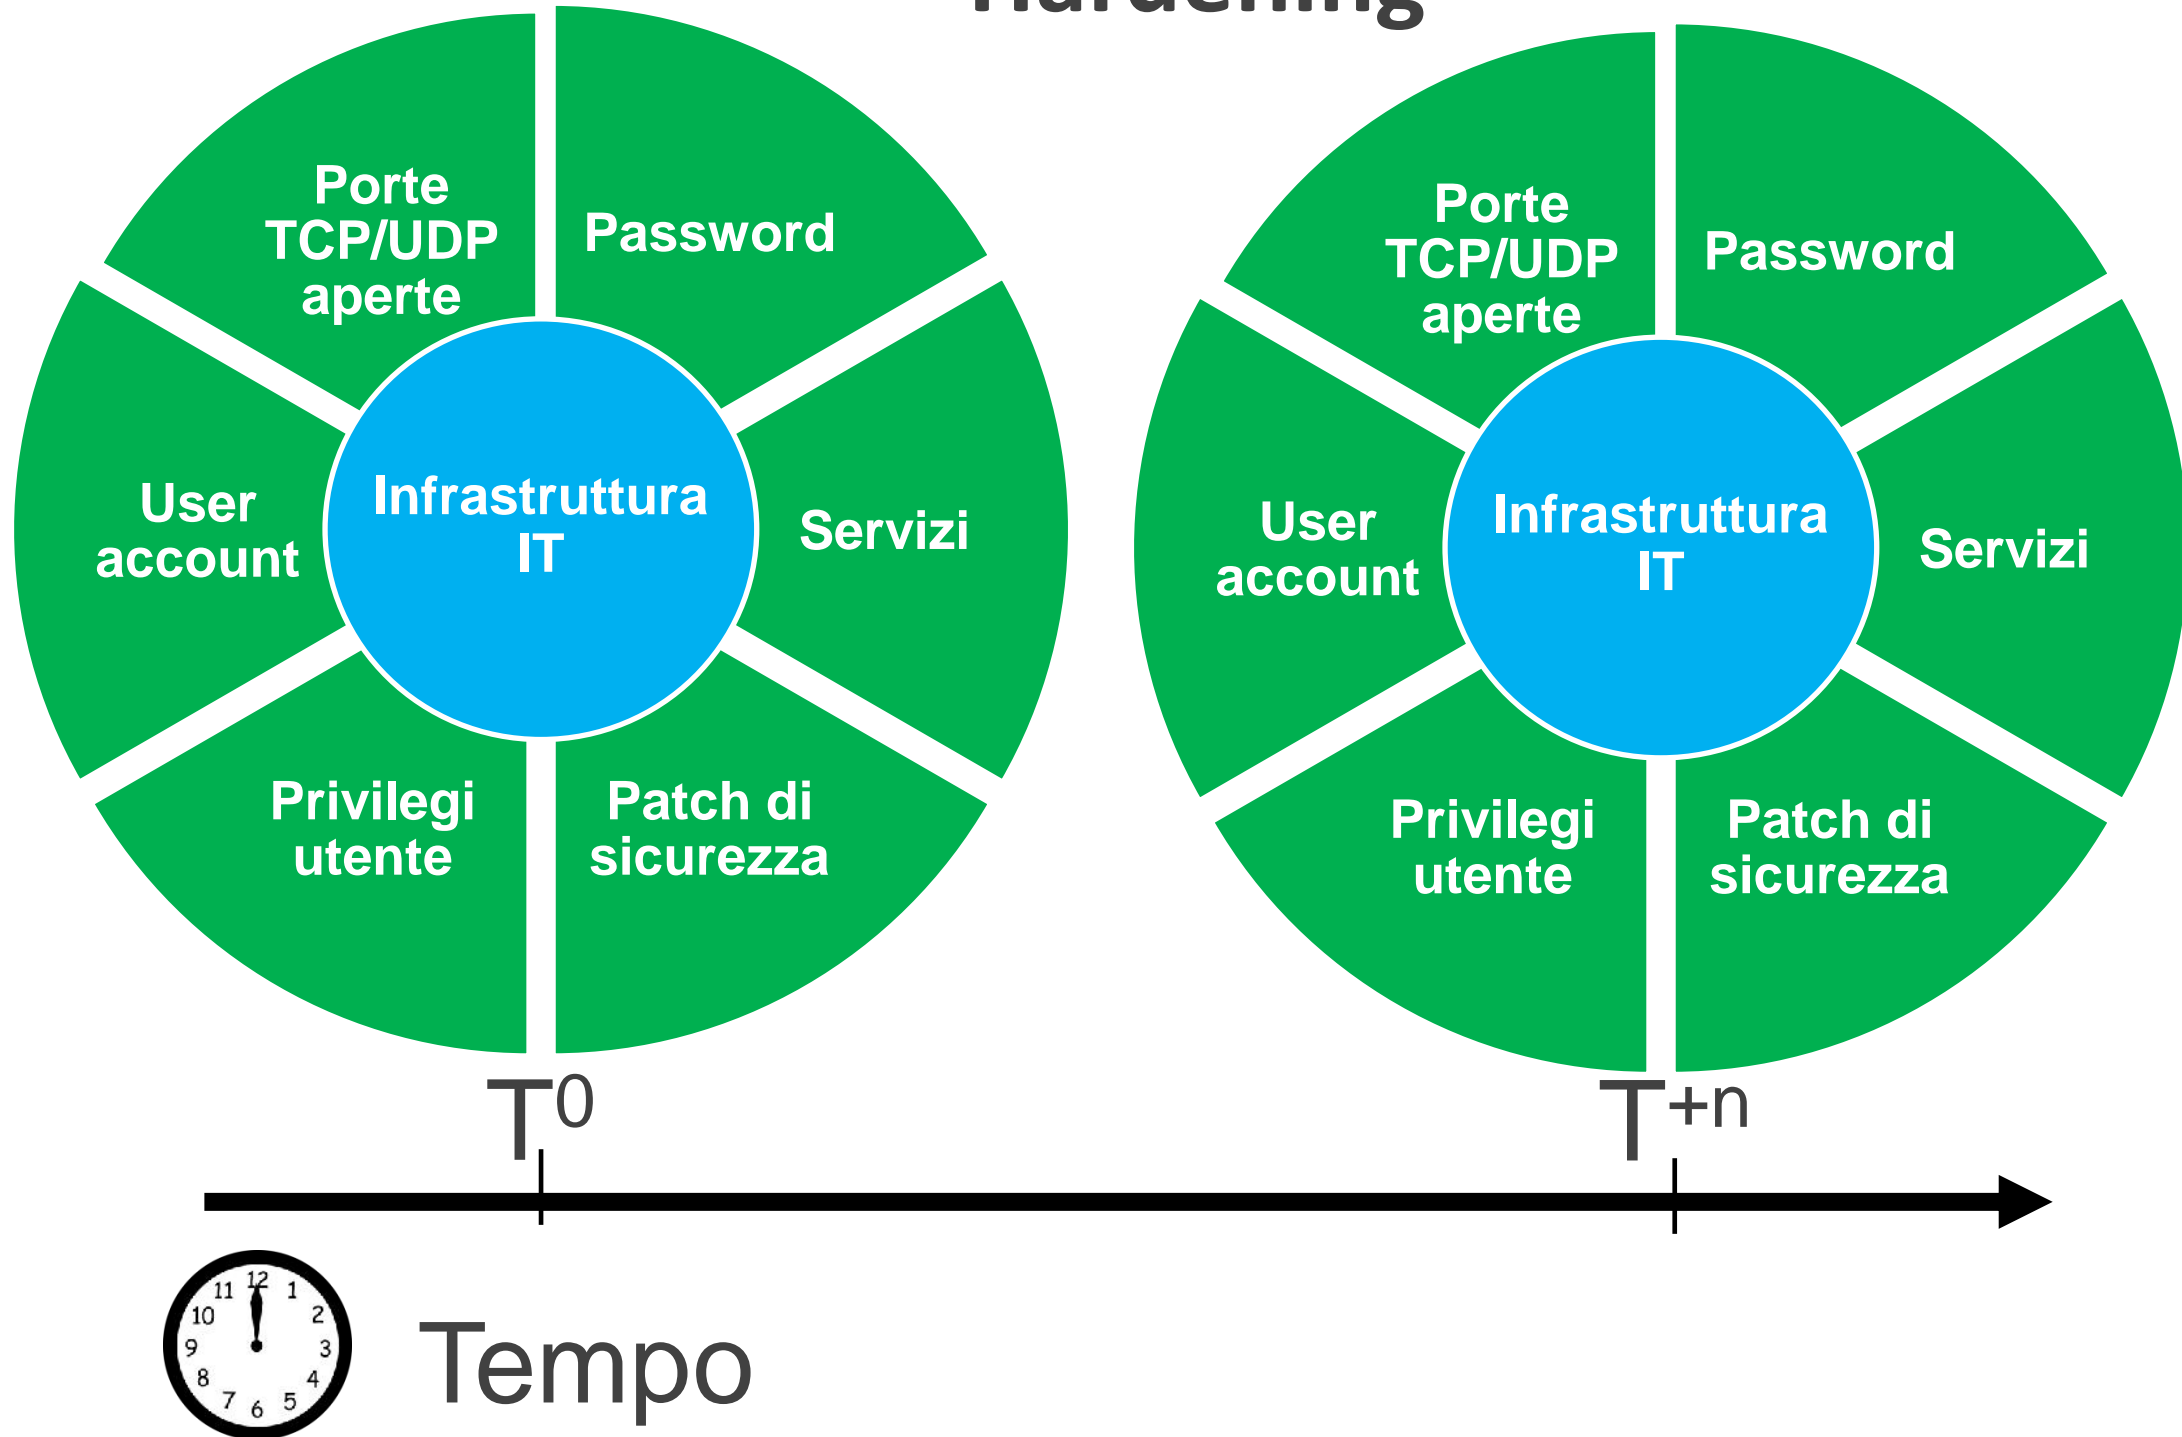 Hardening
Porte
TCP/UDP
aperte
Password
User
account
Infrastruttura
IT
Servizi
Privilegi
utente
Patch di
sicurezza
Porte
TCP/UDP
aperte
Password
User
account
Infrastruttura
IT
Servizi
Privilegi
utente
Patch di
sicurezza
T0
T+n
12
1
2
3
4
5
6
7
8
9
10
11
Tempo